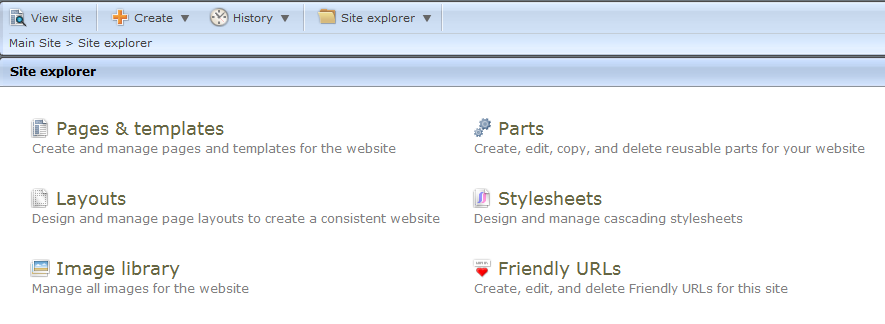 View site Create History Site explorer
Main Site > Site explorer
Site explorer
Pages & templates
Create and manage pages and templates for the website
Parts
Create, edit, copy, and delete reusable parts for your website
Layouts
Design and manage page layouts to create a consistent website
Stylesheets
Design and manage cascading stylesheets
Image library
Manage all images for the website
Friendly URLs
Create, edit, and delete Friendly URLs for this site